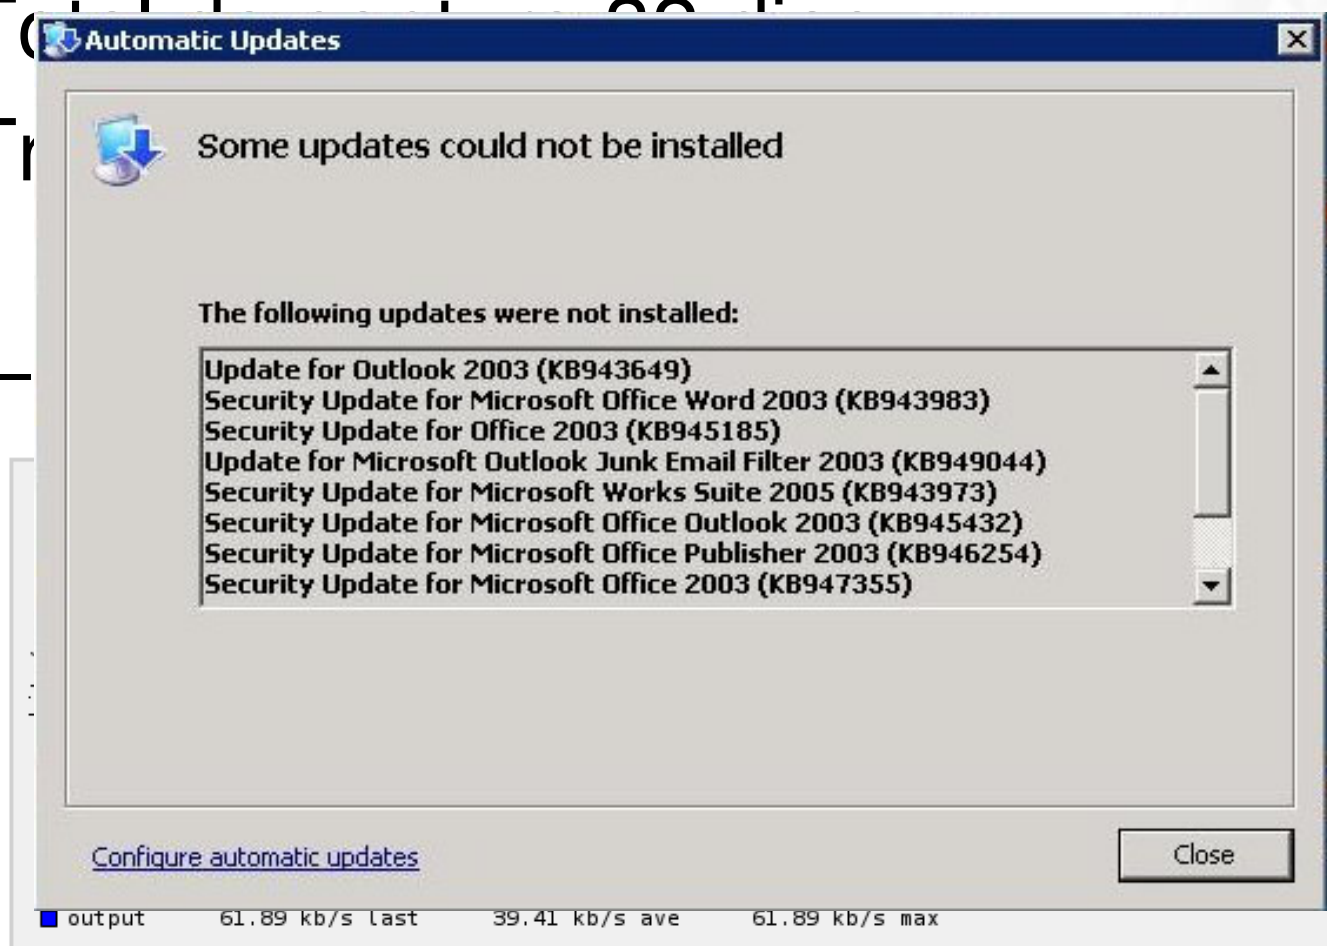 Automatic Updates
Some updates could not be installed
The following updates were not installed:
Update for Outlook 2003 (KB943649)
Security Update for Microsoft Office Word 2003 (KB943983)
Security Update for Office 2003 (KB945185)
Update for Microsoft Outlook Junk Email Filter 2003 (KB949044)
Security Update for Microsoft Works Suite 2005 (KB943973)
Security Update for Microsoft Office Outlook 2003 (KB945432)
Security Update for Microsoft Office Publisher 2003 (KB946254)
Security Update for Microsoft Office 2003 (KB947355)
Configure automatic updates
Close
output 61.89 kb/s last 39.41 kb/s ave 61.89 kb/s max